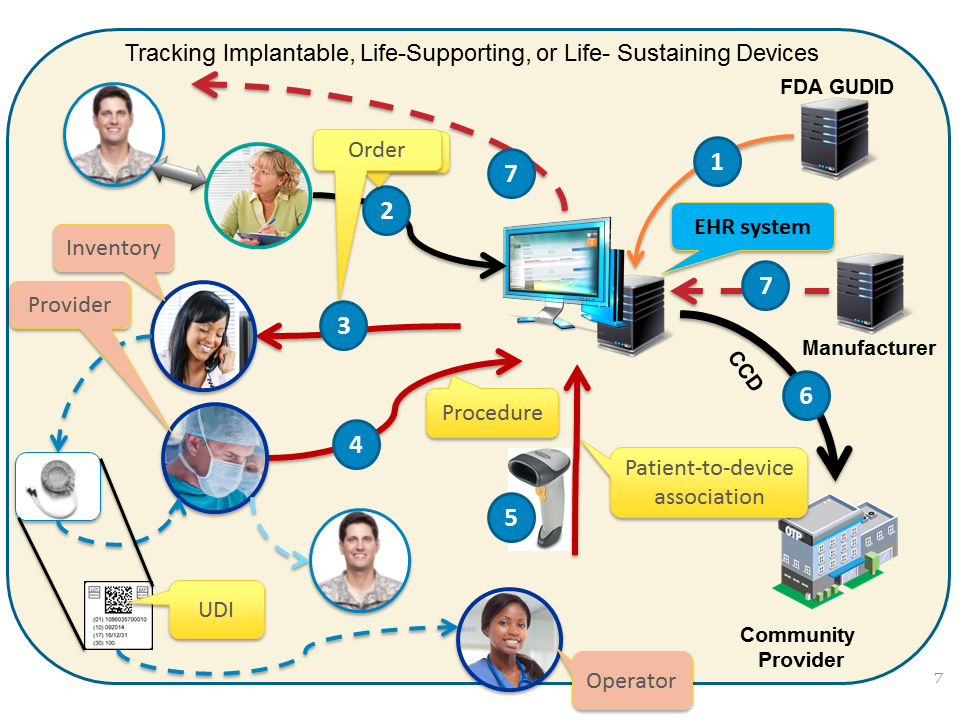 Tracking Implantable, Life-Supporting, or Life- Sustaining Devices
FDA GUDID
1
7
Order
2
EHR system
Inventory
Provider
7
3
Manufacturer
CCD
6
Procedure
4
Patient-to-device
association
5
OTP
(01) 1086035700010
(10) 092014
(17) 16/12/31
(30) 100
UDI
Community
Provider
Operator
7